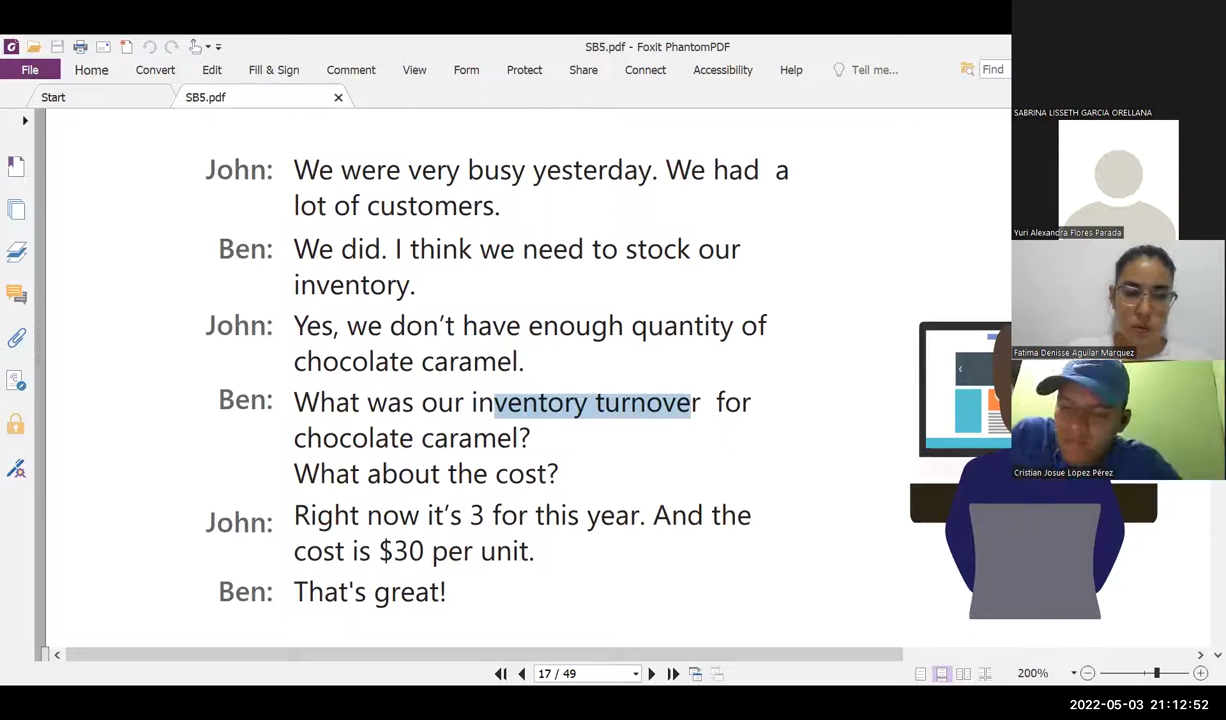 SB5.pdf - Foxit PhantomPDF
File Home Convert Edit Fill & Sign Comment View Form Protect Share Connect Accessibility Help Tell me... Find
Start SB5.pdf
SABRINA LISSETH GARCIA ORELLANA
John: We were very busy yesterday. We had a
lot of customers.
Yuri Alexandra Flores Parada
Ben: We did. I think we need to stock our
inventory.
John: Yes, we don't have enough quantity of
chocolate caramel.
Fatima Denisse Aguilar Marquez
Ben: What was our inventory turnover for
chocolate caramel?
What about the cost?
Cristian Josue López Pérez
John: Right now it's 3 for this year. And the
cost is $30 per unit.
Ben: That's great!
17 / 49 200%
2022-05-03 21:12:52